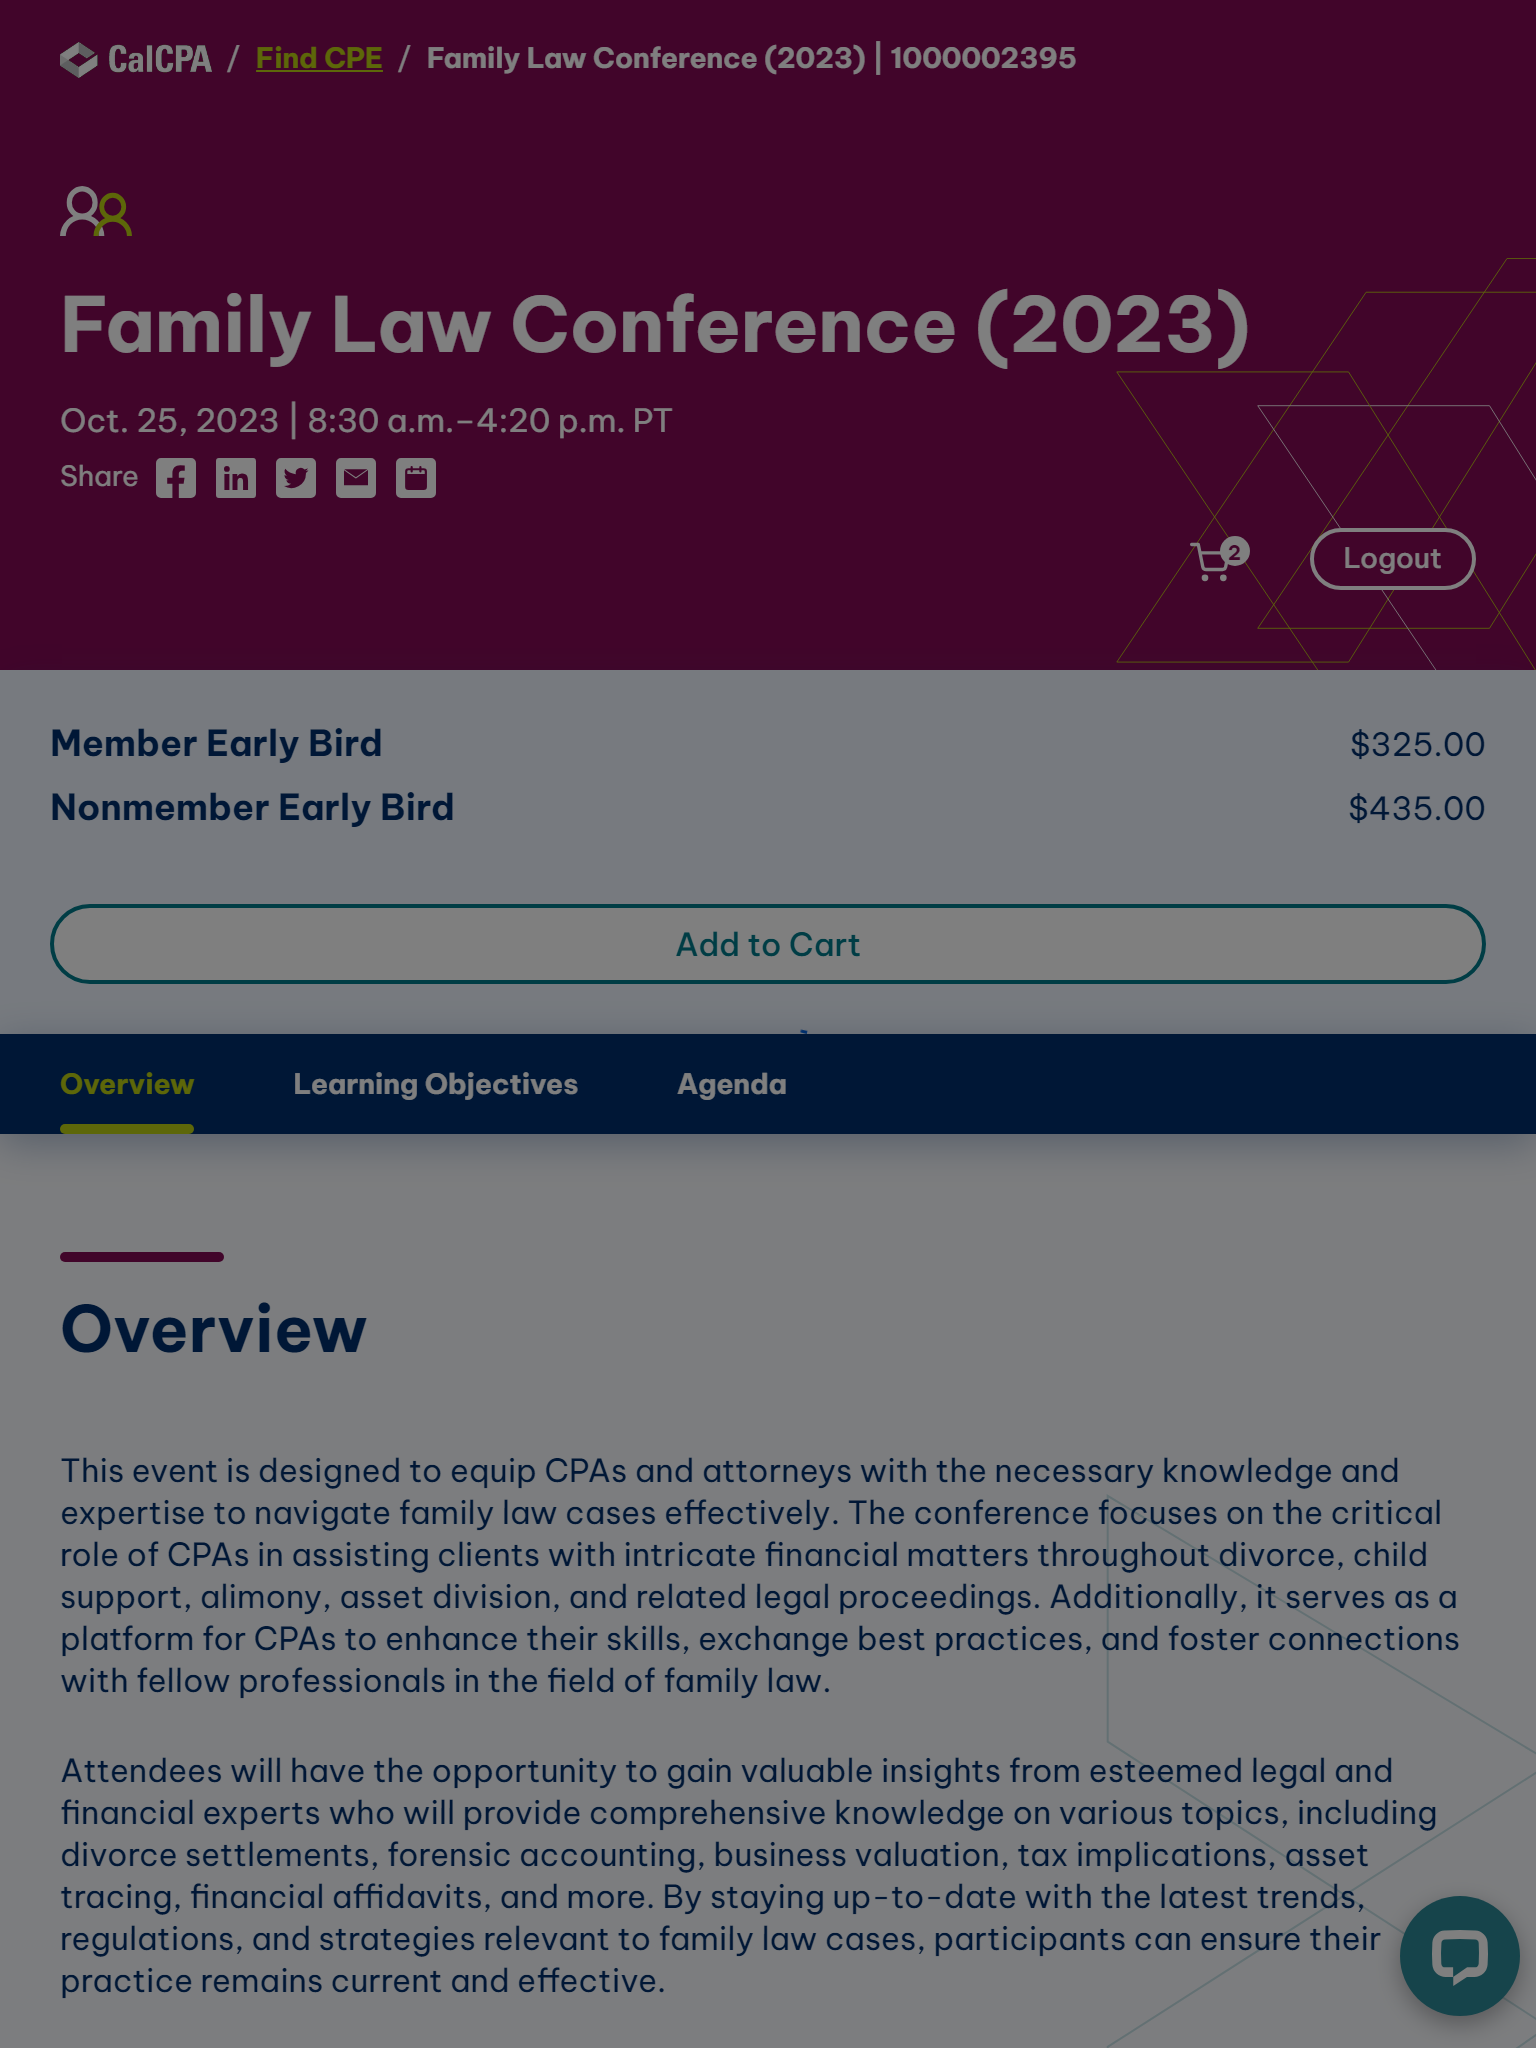 CalCPA / Find CPE / Family Law Conference (2023) | 1000002395
Family Law Conference (2023)
Oct. 25, 2023 | 8:30 a.m.–4:20 p.m. PT
Share
2
Logout
Member Early Bird $325.00
Nonmember Early Bird $435.00
Add to Cart
Overview Learning Objectives Agenda
Overview
This event is designed to equip CPAs and attorneys with the necessary knowledge and
expertise to navigate family law cases effectively. The conference focuses on the critical
role of CPAs in assisting clients with intricate financial matters throughout divorce, child
support, alimony, asset division, and related legal proceedings. Additionally, it serves as a
platform for CPAs to enhance their skills, exchange best practices, and foster connections
with fellow professionals in the field of family law.
Attendees will have the opportunity to gain valuable insights from esteemed legal and
financial experts who will provide comprehensive knowledge on various topics, including
divorce settlements, forensic accounting, business valuation, tax implications, asset
tracing, financial affidavits, and more. By staying up-to-date with the latest trends,
regulations, and strategies relevant to family law cases, participants can ensure their
practice remains current and effective.